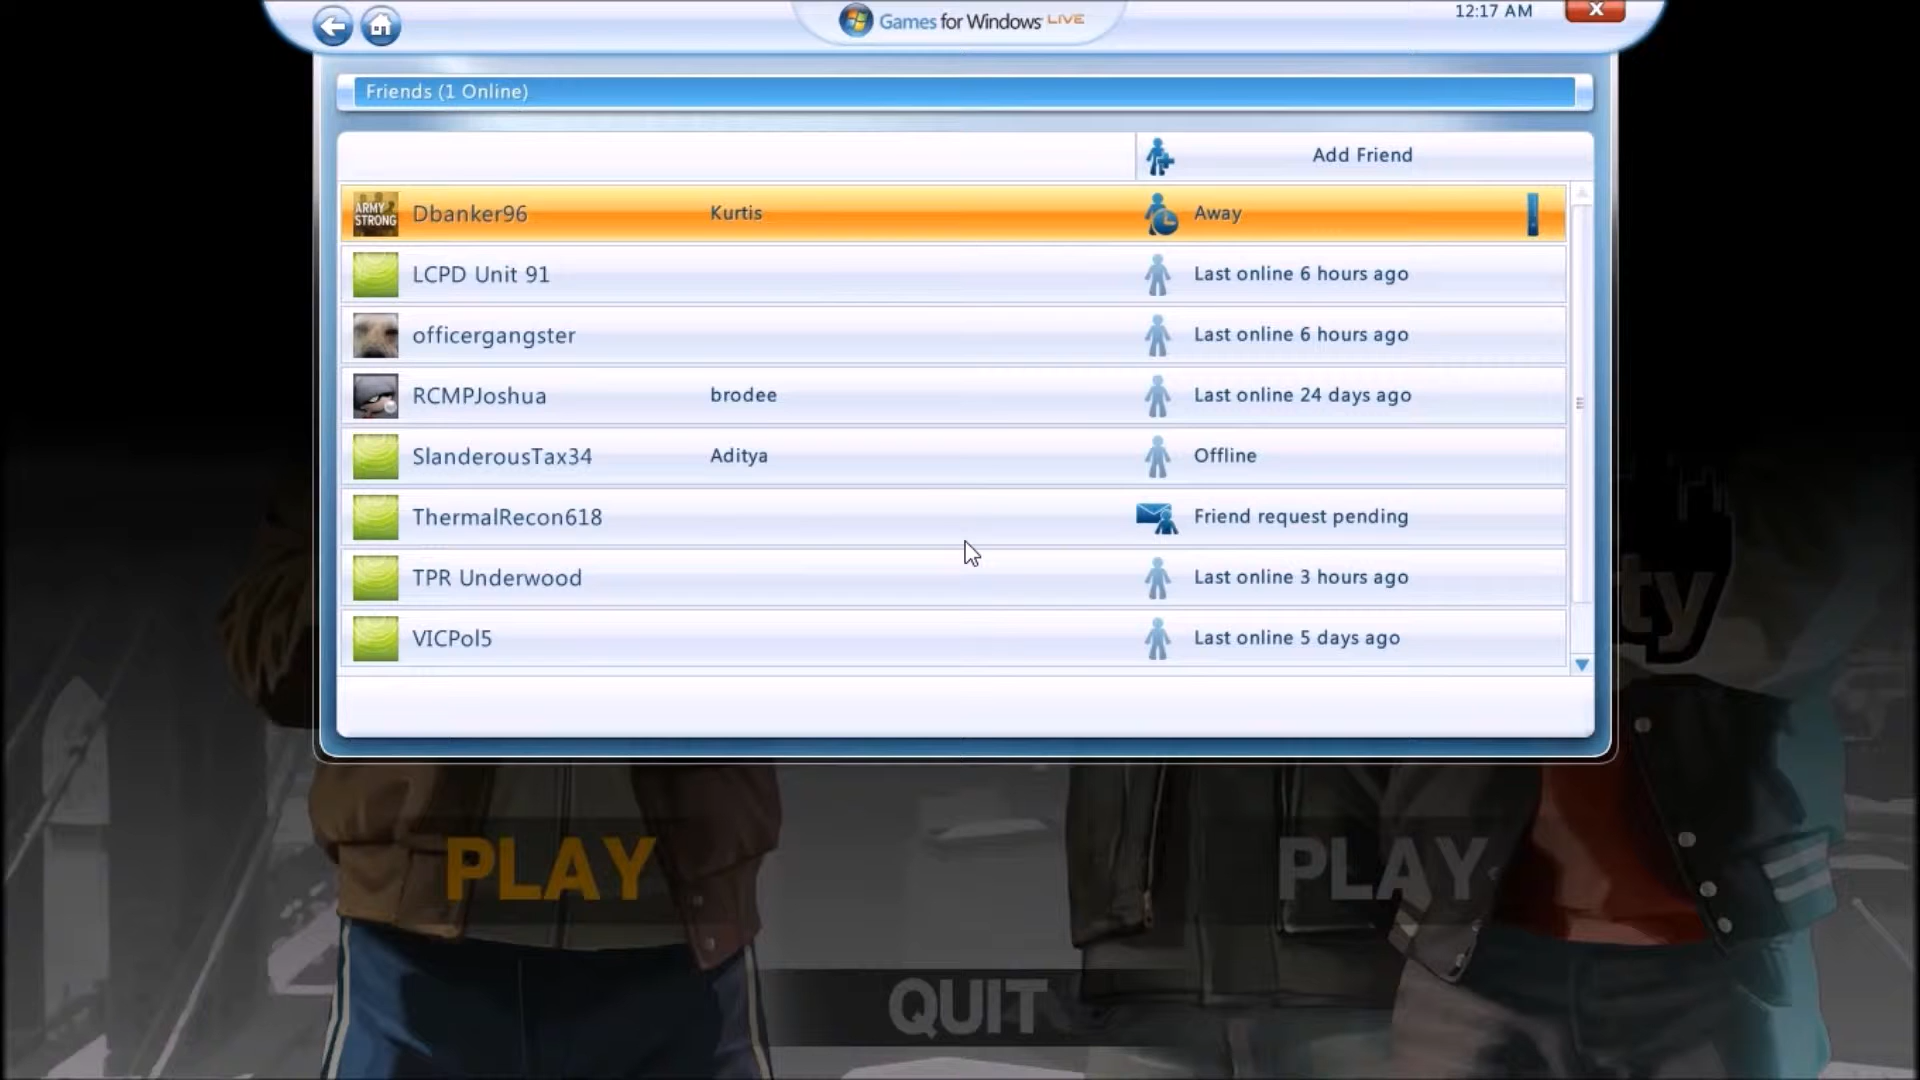 Games for Windows LIVE
12:17 AM
Friends (1 Online)
Add Friend
ARMY STRONG
Dbanker96 Kurtis Away
LCPD Unit 91 Last online 6 hours ago
officergangster Last online 6 hours ago
RCMPJoshua brodee Last online 24 days ago
SlanderousTax34 Aditya Offline
ThermalRecon618 Friend request pending
TPR Underwood Last online 3 hours ago
VICPol5 Last online 5 days ago
ty
PLAY PLAY
QUIT